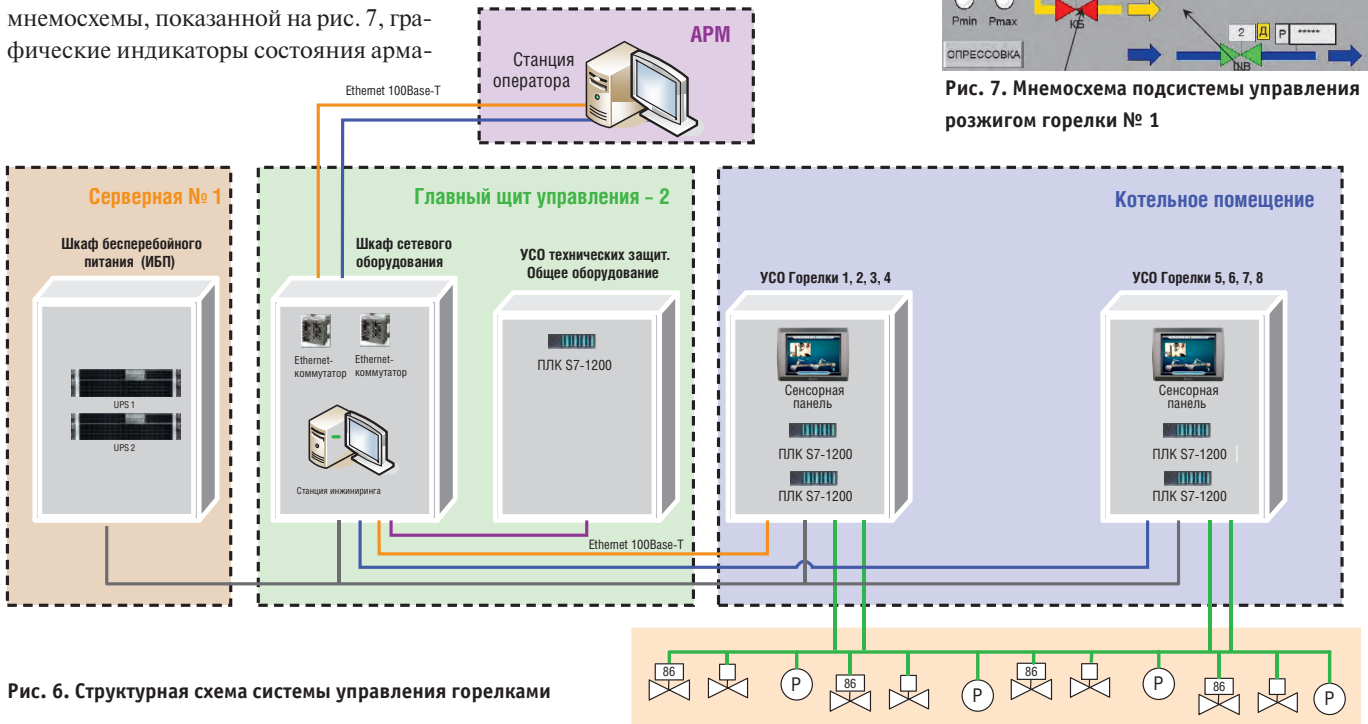 мнемосхемы, показанной на рис. 7, гра-
фические индикаторы состояния арма-
Pmin Pmax
КБ
ОПРЕССОВКА
2 Д Р *****
ШВ
Рис. 7. Мнемосхема подсистемы управления
розжигом горелки № 1
АРМ
Станция
оператора
Ethernet 100Base-T
Серверная № 1
Шкаф бесперебойного
питания (ИБП)
UPS 1
UPS 2
Главный щит управления – 2
Шкаф сетевого
оборудования
Ethernet-
коммутатор
Ethernet-
коммутатор
Станция инжиниринга
УСО технических защит.
Общее оборудование
ПЛК S7-1200
Ethernet 100Base-T
Котельное помещение
УСО Горелки 1, 2, 3, 4
Сенсорная
панель
ПЛК S7-1200
ПЛК S7-1200
УСО Горелки 5, 6, 7, 8
Сенсорная
панель
ПЛК S7-1200
ПЛК S7-1200
86 P 86 P 86 P 86 P
Рис. 6. Структурная схема системы управления горелками